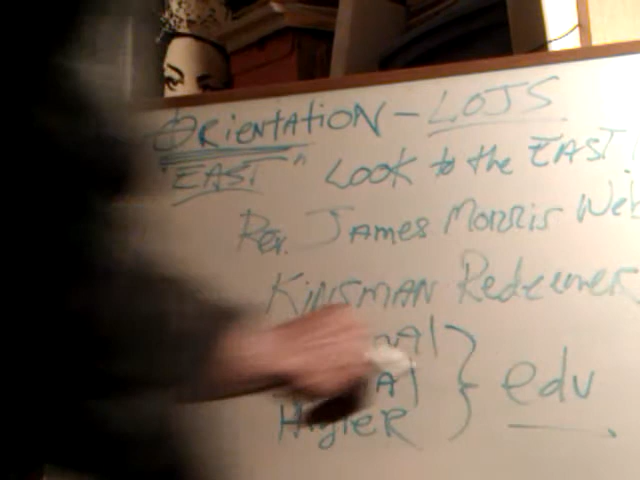 ORientATiON - LOJS
"EAST" LOOK to the EAST!
Rev. JAmes Morris Web
KiNSMAN Redeemer
Higher } edu